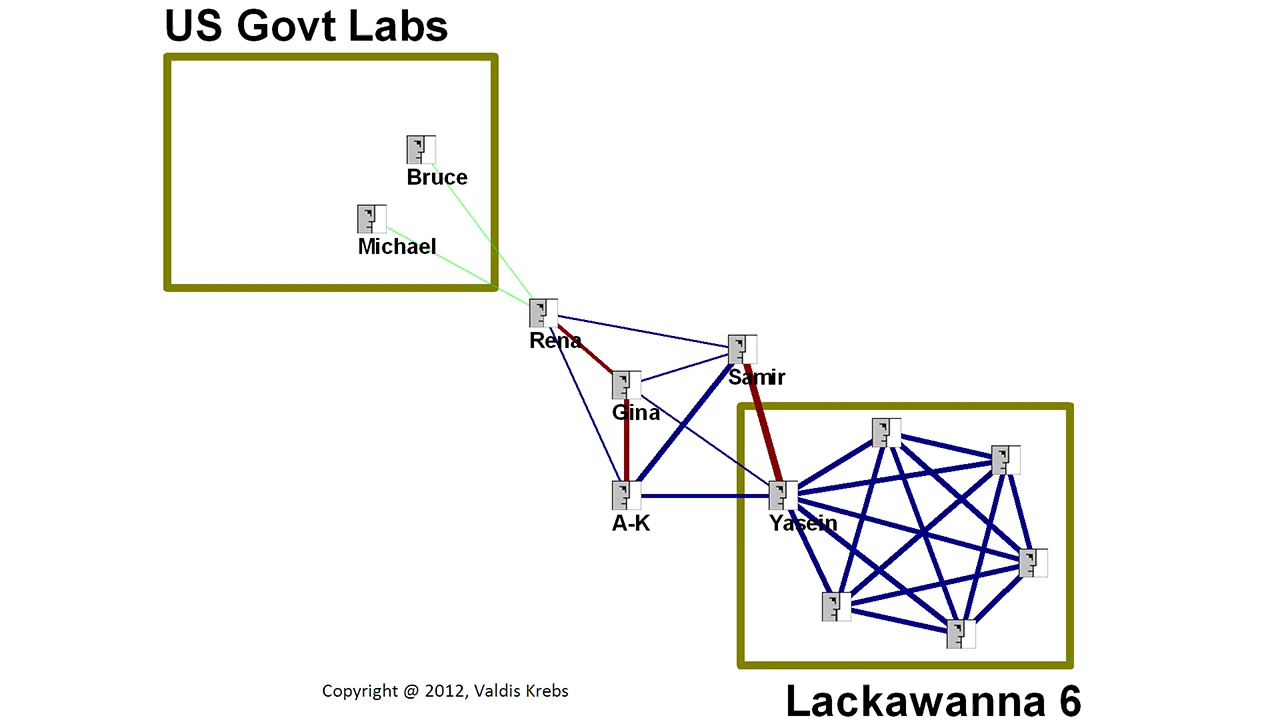 US Govt Labs
Bruce
Michael
Rena
Samir
Gina
A-K
Yasein
Copyright @ 2012, Valdis Krebs
Lackawanna 6